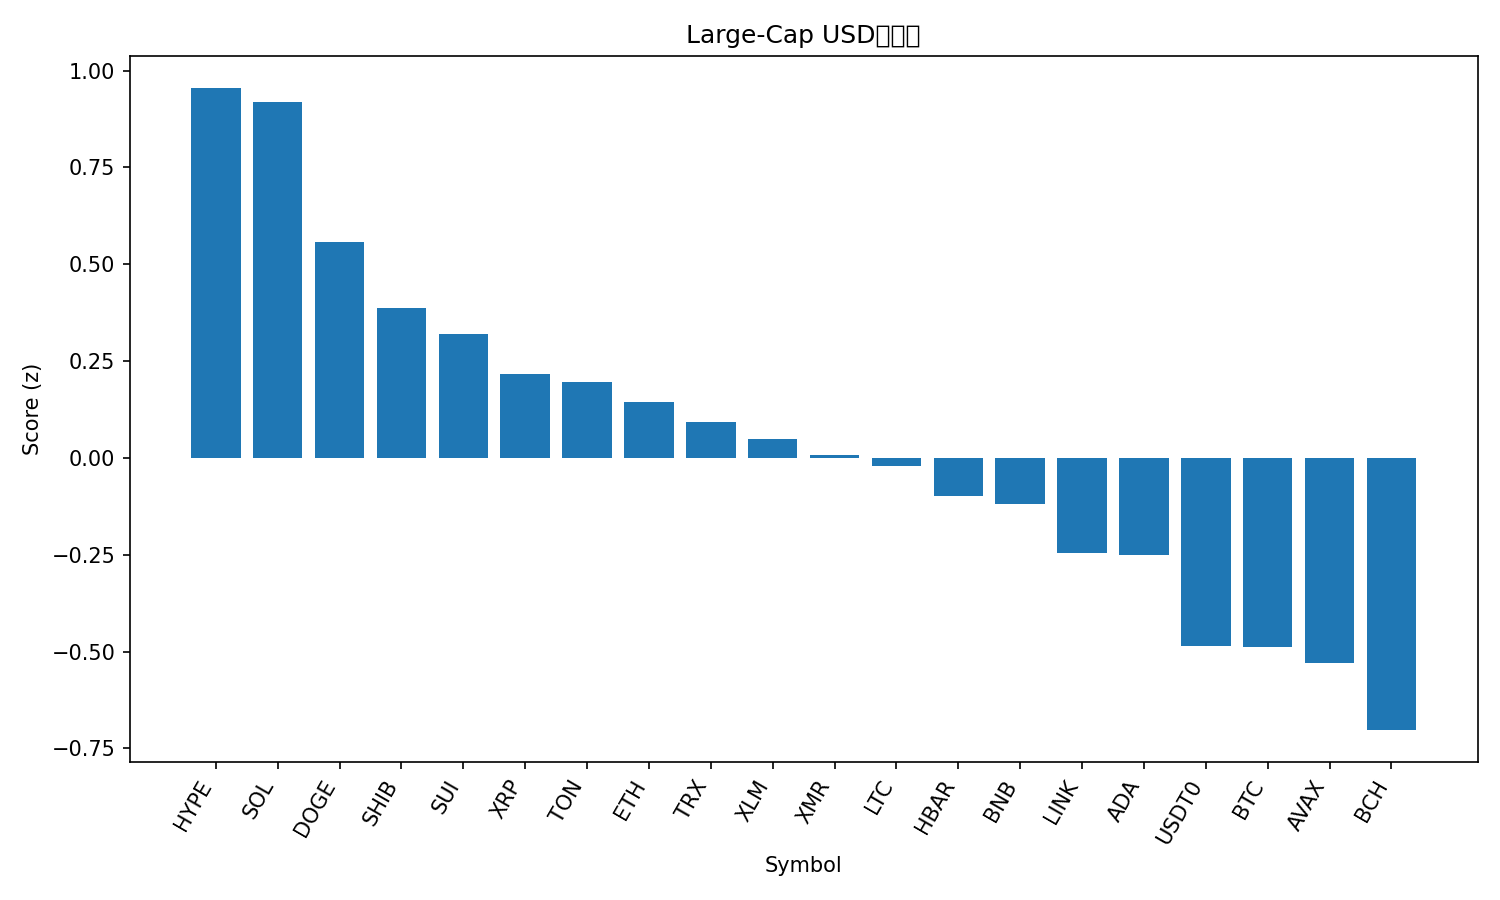 Large-Cap USD
1.00
0.75
0.50
0.25
0.00
−0.25
−0.50
−0.75
Score (z)
HYPE
SOL
DOGE
SHIB
SUI
XRP
TON
ETH
TRX
XLM
XMR
LTC
HBAR
BNB
LINK
ADA
USDT0
BTC
AVAX
BCH
Symbol